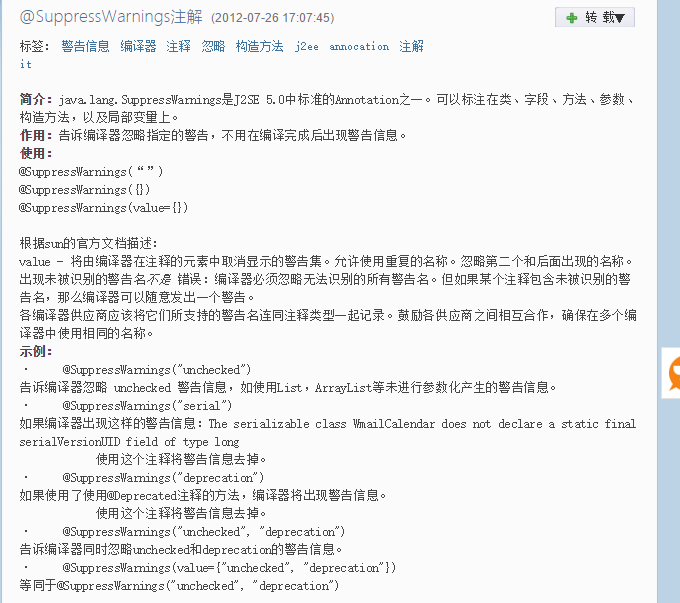 @SuppressWarnings注解 (2012-07-26 17:07:45)
转 载▼
标签: 警告信息 编译器 注释 忽略 构造方法 j2ee annocation 注解
it
简介：java.lang.SuppressWarnings是J2SE 5.0中标准的Annotation之一。可以标注在类、字段、方法、参数、
构造方法，以及局部变量上。
作用：告诉编译器忽略指定的警告，不用在编译完成后出现警告信息。
使用：
@SuppressWarnings(“”)
@SuppressWarnings({})
@SuppressWarnings(value={})
根据sun的官方文档描述：
value - 将由编译器在注释的元素中取消显示的警告集。允许使用重复的名称。忽略第二个和后面出现的名称。
出现未被识别的警告名不是 错误：编译器必须忽略无法识别的所有警告名。但如果某个注释包含未被识别的警
告名，那么编译器可以随意发出一个警告。
各编译器供应商应该将它们所支持的警告名连同注释类型一起记录。鼓励各供应商之间相互合作，确保在多个编
译器中使用相同的名称。
示例：
· @SuppressWarnings("unchecked")
告诉编译器忽略 unchecked 警告信息，如使用List，ArrayList等未进行参数化产生的警告信息。
· @SuppressWarnings("serial")
如果编译器出现这样的警告信息：The serializable class WmailCalendar does not declare a static final
serialVersionUID field of type long
使用这个注释将警告信息去掉。
· @SuppressWarnings("deprecation")
如果使用了使用@Deprecated注释的方法，编译器将出现警告信息。
使用这个注释将警告信息去掉。
· @SuppressWarnings("unchecked", "deprecation")
告诉编译器同时忽略unchecked和deprecation的警告信息。
· @SuppressWarnings(value={"unchecked", "deprecation"})
等同于@SuppressWarnings("unchecked", "deprecation")